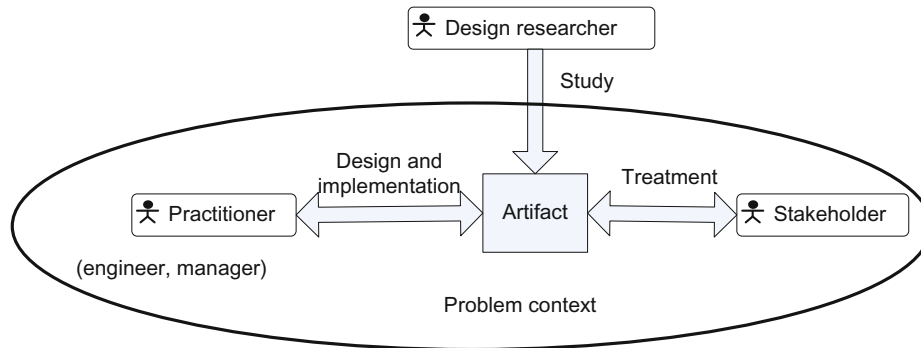 Design researcher
Study
Design and
implementation
Treatment
Practitioner
Artifact
Stakeholder
(engineer, manager)
Problem context